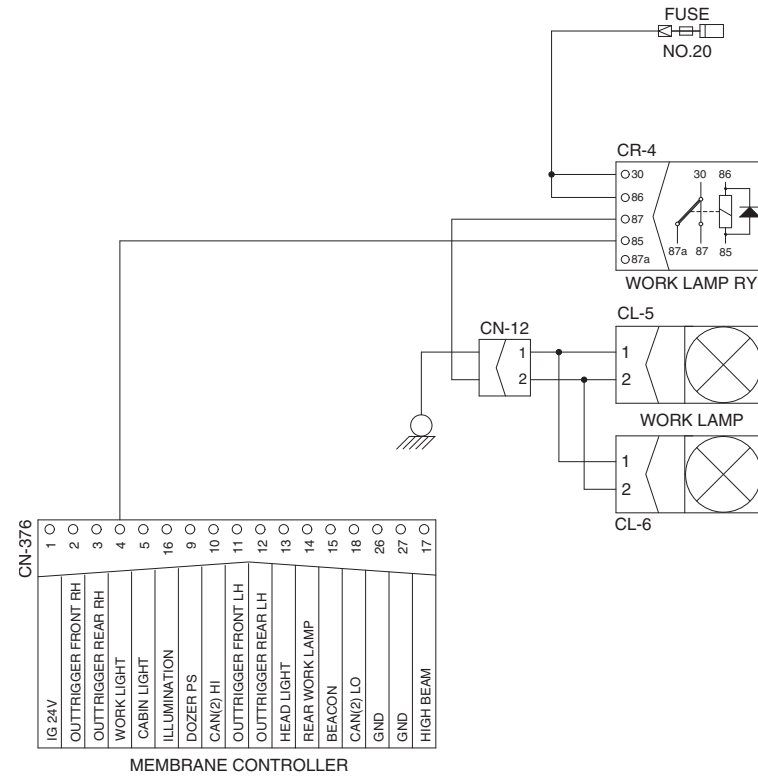 FUSE
NO.20
CR-4
30
86
87
85
87a
30 86
87a 87 85
WORK LAMP RY
CL-5
1
2
WORK LAMP
CN-12
1
2
1
2
CL-6
CN-376
1 2 3 4 5 16 9 10 11 12 13 14 15 18 26 27 17
IG 24V
OUTTRIGGER FRONT RH
OUTTRIGGER REAR RH
WORK LIGHT
CABIN LIGHT
ILLUMINATION
DOZER PS
CAN(2) HI
OUTTRIGGER FRONT LH
OUTTRIGGER REAR LH
HEAD LIGHT
REAR WORK LAMP
BEACON
CAN(2) LO
GND
GND
HIGH BEAM
MEMBRANE CONTROLLER